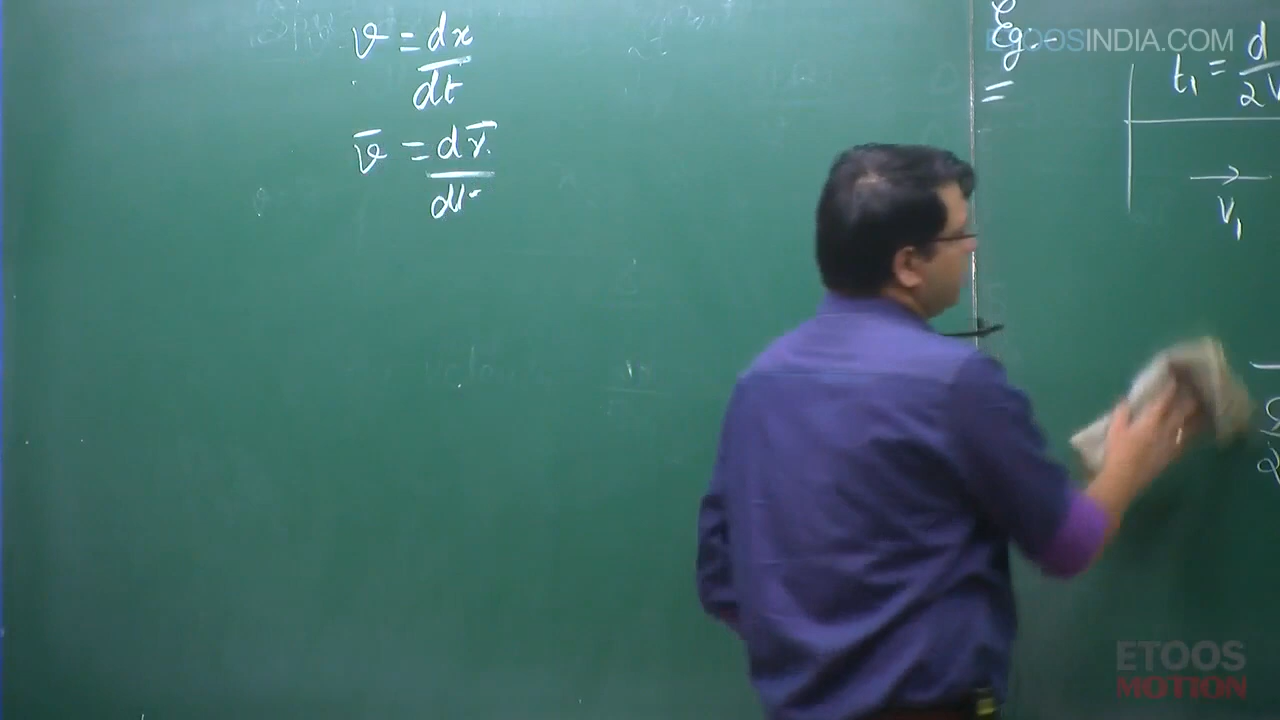 v = dx/dt
v̄ = dr̄/dt
Eg -
ETOOSINDIA.COM
t₁ = d/2V
V₁
ETOOS
MOTION